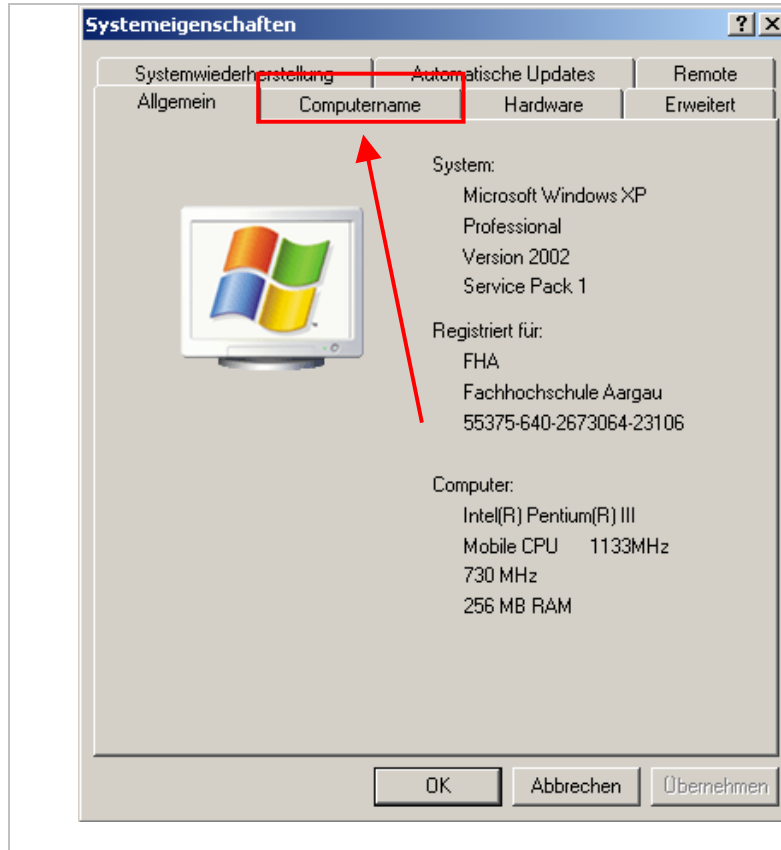 Systemeigenschaften
Systemwiederherstellung Automatische Updates Remote
Allgemein Computername Hardware Erweitert
System:
Microsoft Windows XP
Professional
Version 2002
Service Pack 1
Registriert für:
FHA
Fachhochschule Aargau
55375-640-2673064-23106
Computer:
Intel(R) Pentium(R) III
Mobile CPU 1133MHz
730 MHz
256 MB RAM
OK Abbrechen Übernehmen